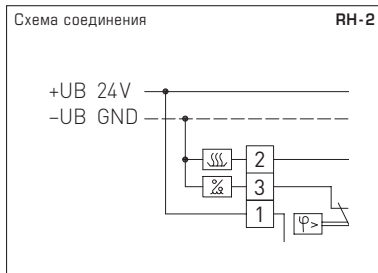 Схема соединения RH-2
+UB 24V
–UB GND
2
3
1
φ>